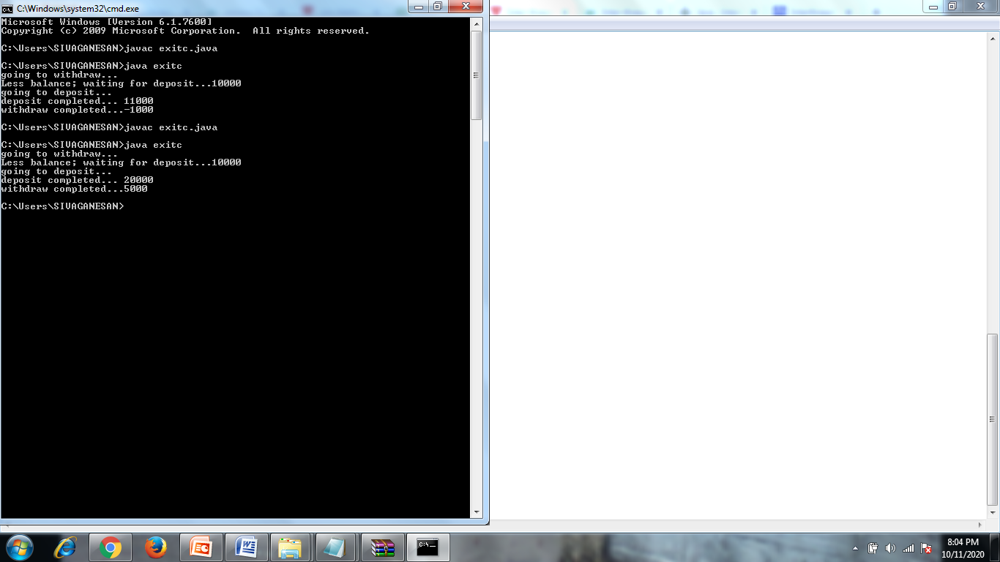 C:\Windows\system32\cmd.exe
Microsoft Windows [Version 6.1.7600]
Copyright (c) 2009 Microsoft Corporation.  All rights reserved.
C:\Users\SIVAGANESAN>javac exitc.java
C:\Users\SIVAGANESAN>java exitc
going to withdraw...
Less balance; waiting for deposit...10000
going to deposit...
deposit completed... 11000
withdraw completed...-1000
C:\Users\SIVAGANESAN>javac exitc.java
C:\Users\SIVAGANESAN>java exitc
going to withdraw...
Less balance; waiting for deposit...10000
going to deposit...
deposit completed... 20000
withdraw completed...5000
C:\Users\SIVAGANESAN>
8:04 PM
10/11/2020